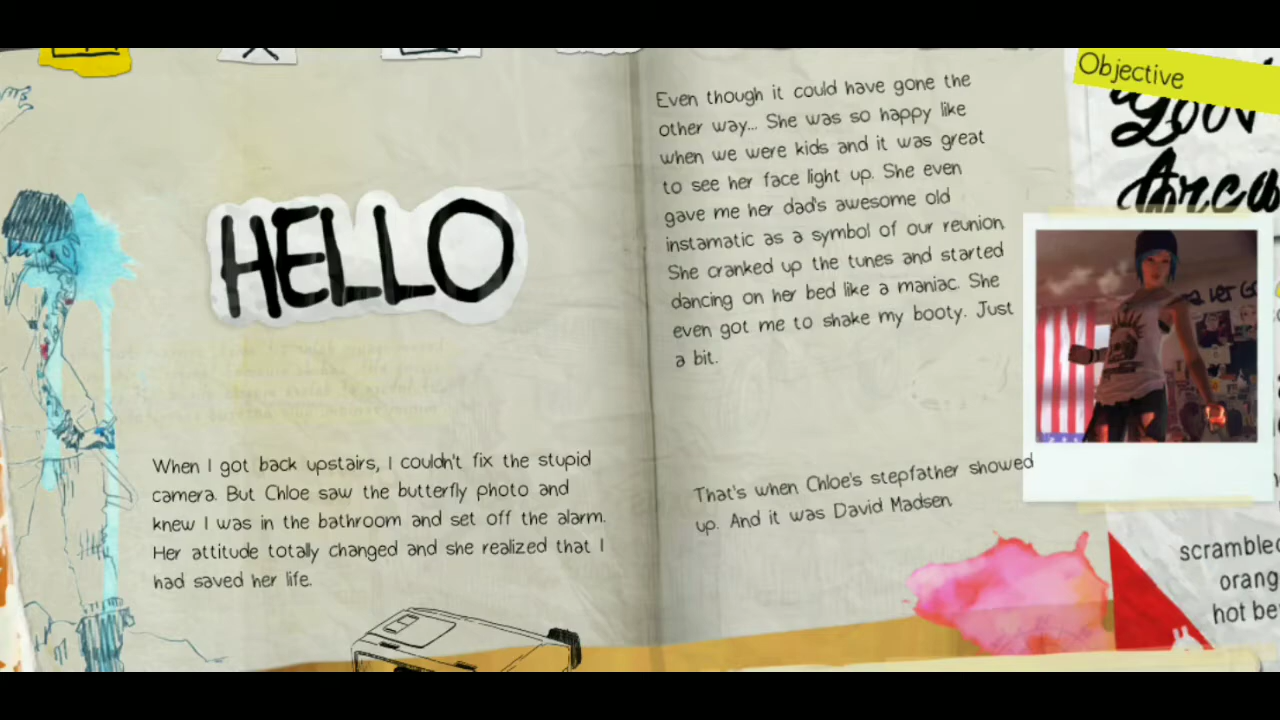 HELLO
When I got back upstairs, I couldn't fix the stupid
camera. But Chloe saw the butterfly photo and
knew I was in the bathroom and set off the alarm.
Her attitude totally changed and she realized that I
had saved her life.
Even though it could have gone the
other way... She was so happy like
when we were kids and it was great
to see her face light up. She even
gave me her dad's awesome old
instamatic as a symbol of our reunion.
She cranked up the tunes and started
dancing on her bed like a maniac. She
even got me to shake my booty. Just
a bit.
That's when Chloe's stepfather showed
up. And it was David Madsen.
Objective
scrambled
orang
hot be